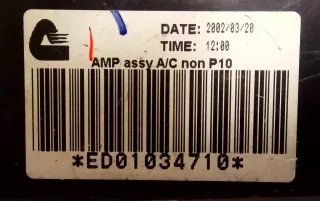 DATE: 2002/03/20
TIME: 12:00
AMP assy A/C non P10
*ED01034710*